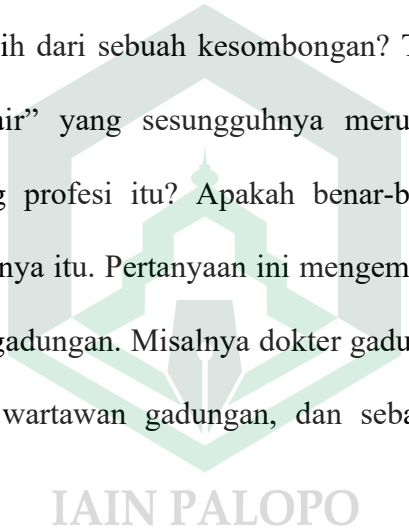 ih dari sebuah kesombongan?
air” yang sesungguhnya meru
g profesi itu? Apakah benar-b
nya itu. Pertanyaan ini mengem
gadungan. Misalnya dokter gadu
wartawan gadungan, dan seba
IAIN PALOPO